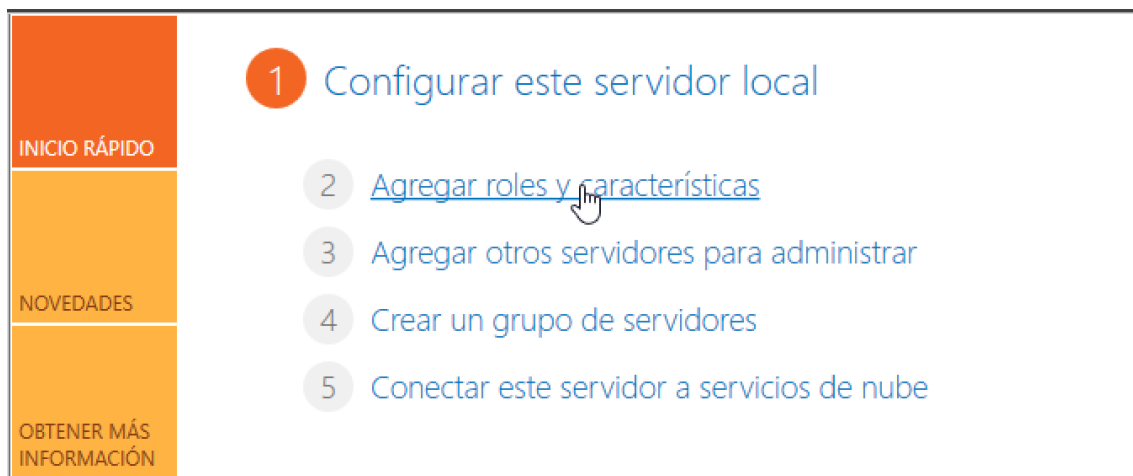 INICIO RÁPIDO
NOVEDADES
OBTENER MÁS
INFORMACIÓN
1 Configurar este servidor local
2 Agregar roles y características
3 Agregar otros servidores para administrar
4 Crear un grupo de servidores
5 Conectar este servidor a servicios de nube